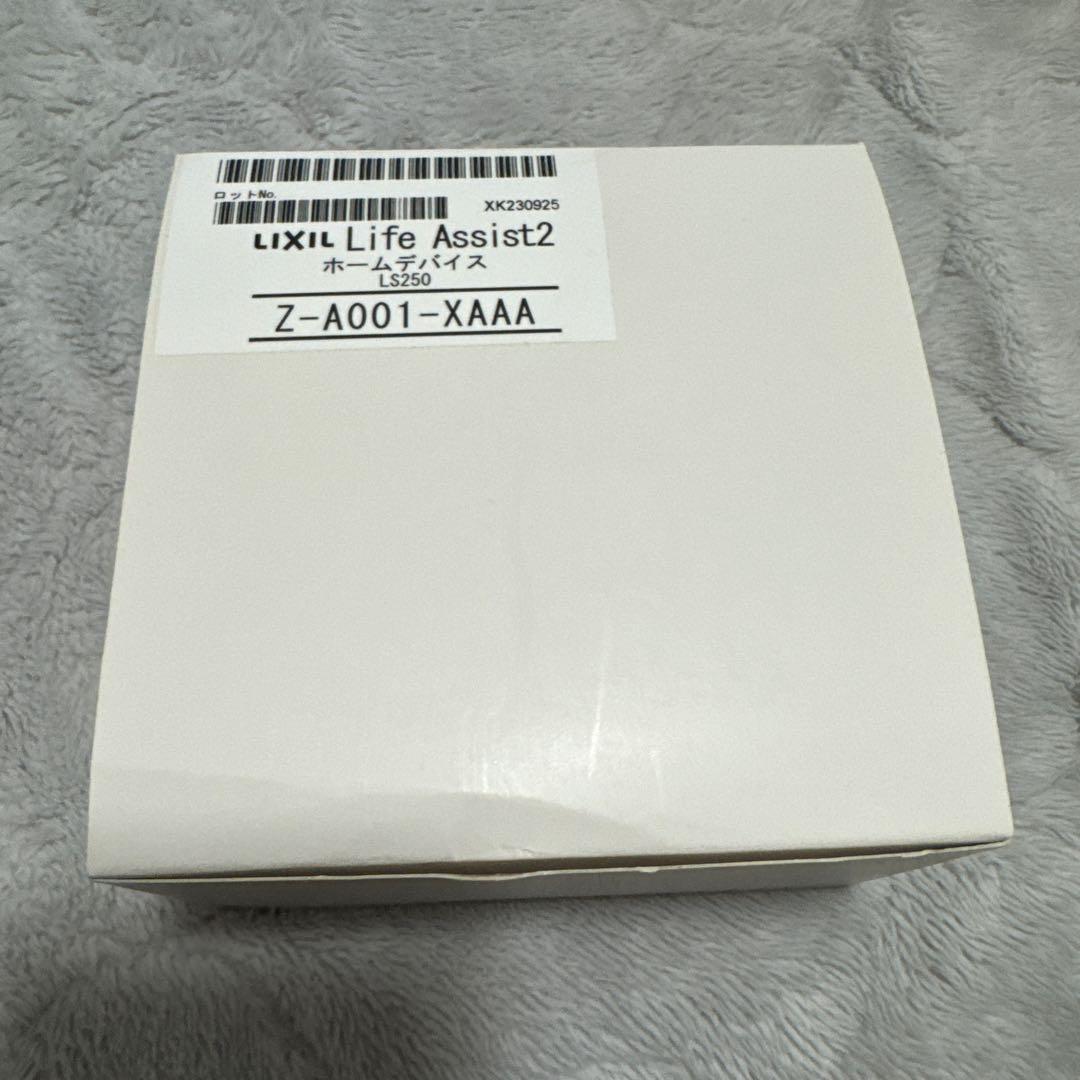 ロットNo.
XK230925
LIXIL Life Assist2
ホームデバイス
LS250
Z-A001-XAAA